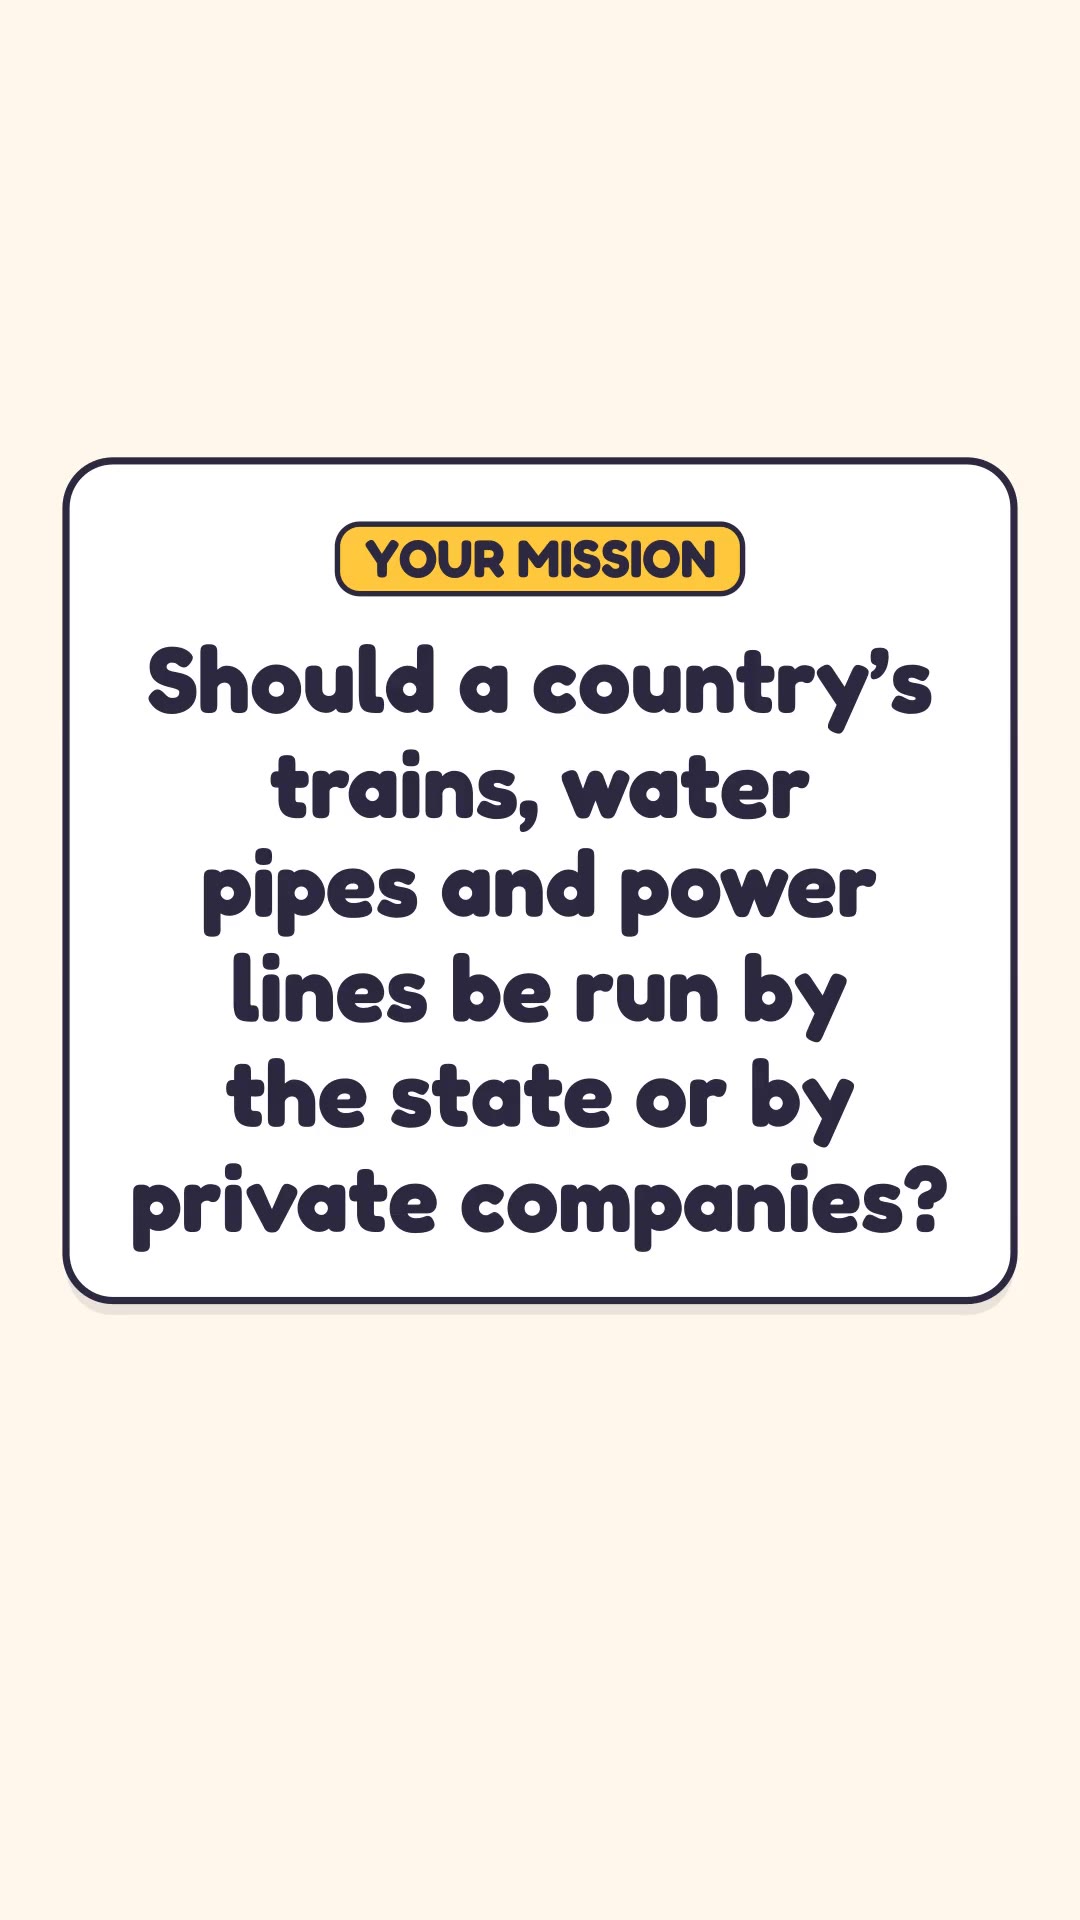 YOUR MISSION
Should a country’s
trains, water
pipes and power
lines be run by
the state or by
private companies?